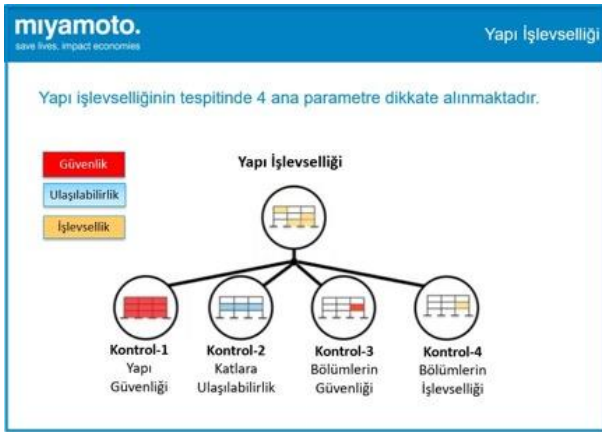 mıyamoto.
save lives, impact economies
Yapı İşlevselliği
Yapı işlevselliğinin tespitinde 4 ana parametre dikkate alınmaktadır.
Güvenlik
Ulaşılabilirlik
İşlevsellik
Yapı İşlevselliği
Kontrol-1
Yapı
Güvenliği
Kontrol-2
Katlara
Ulaşılabilirlik
Kontrol-3
Bölümlerin
Güvenliği
Kontrol-4
Bölümlerin
İşlevselliği